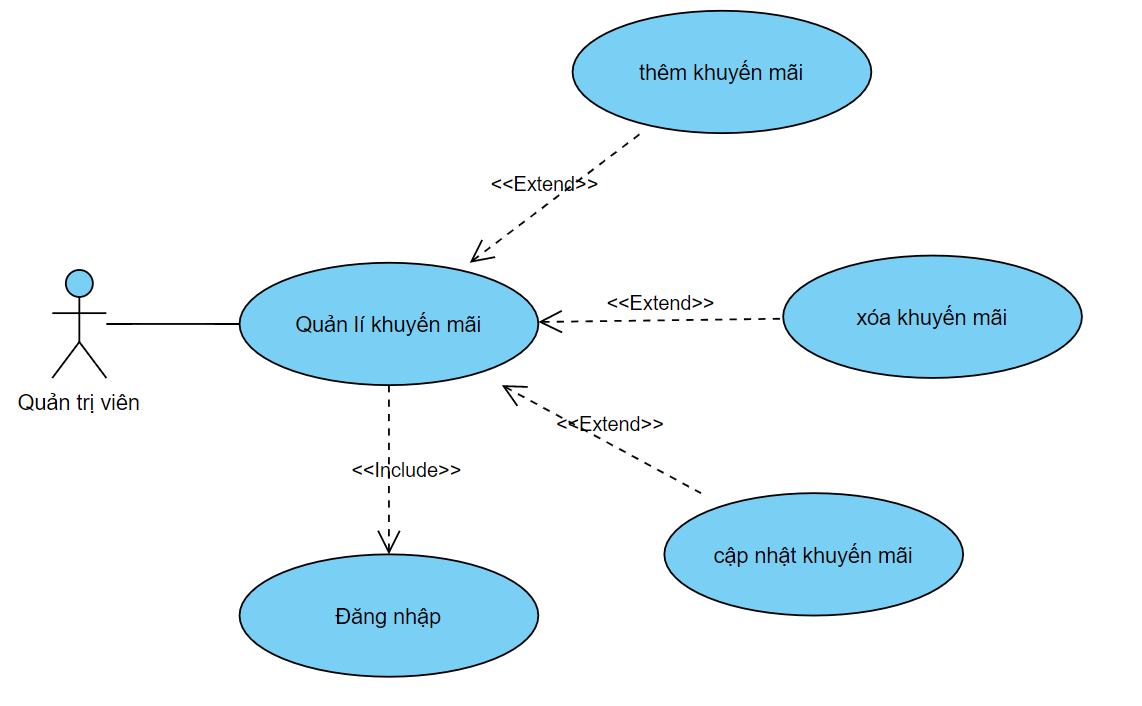 thêm khuyến mãi
<<Extend>>
Quản lí khuyến mãi
<<Extend>>
xóa khuyến mãi
Quản trị viên
<<Extend>>
<<Include>>
cập nhật khuyến mãi
Đăng nhập